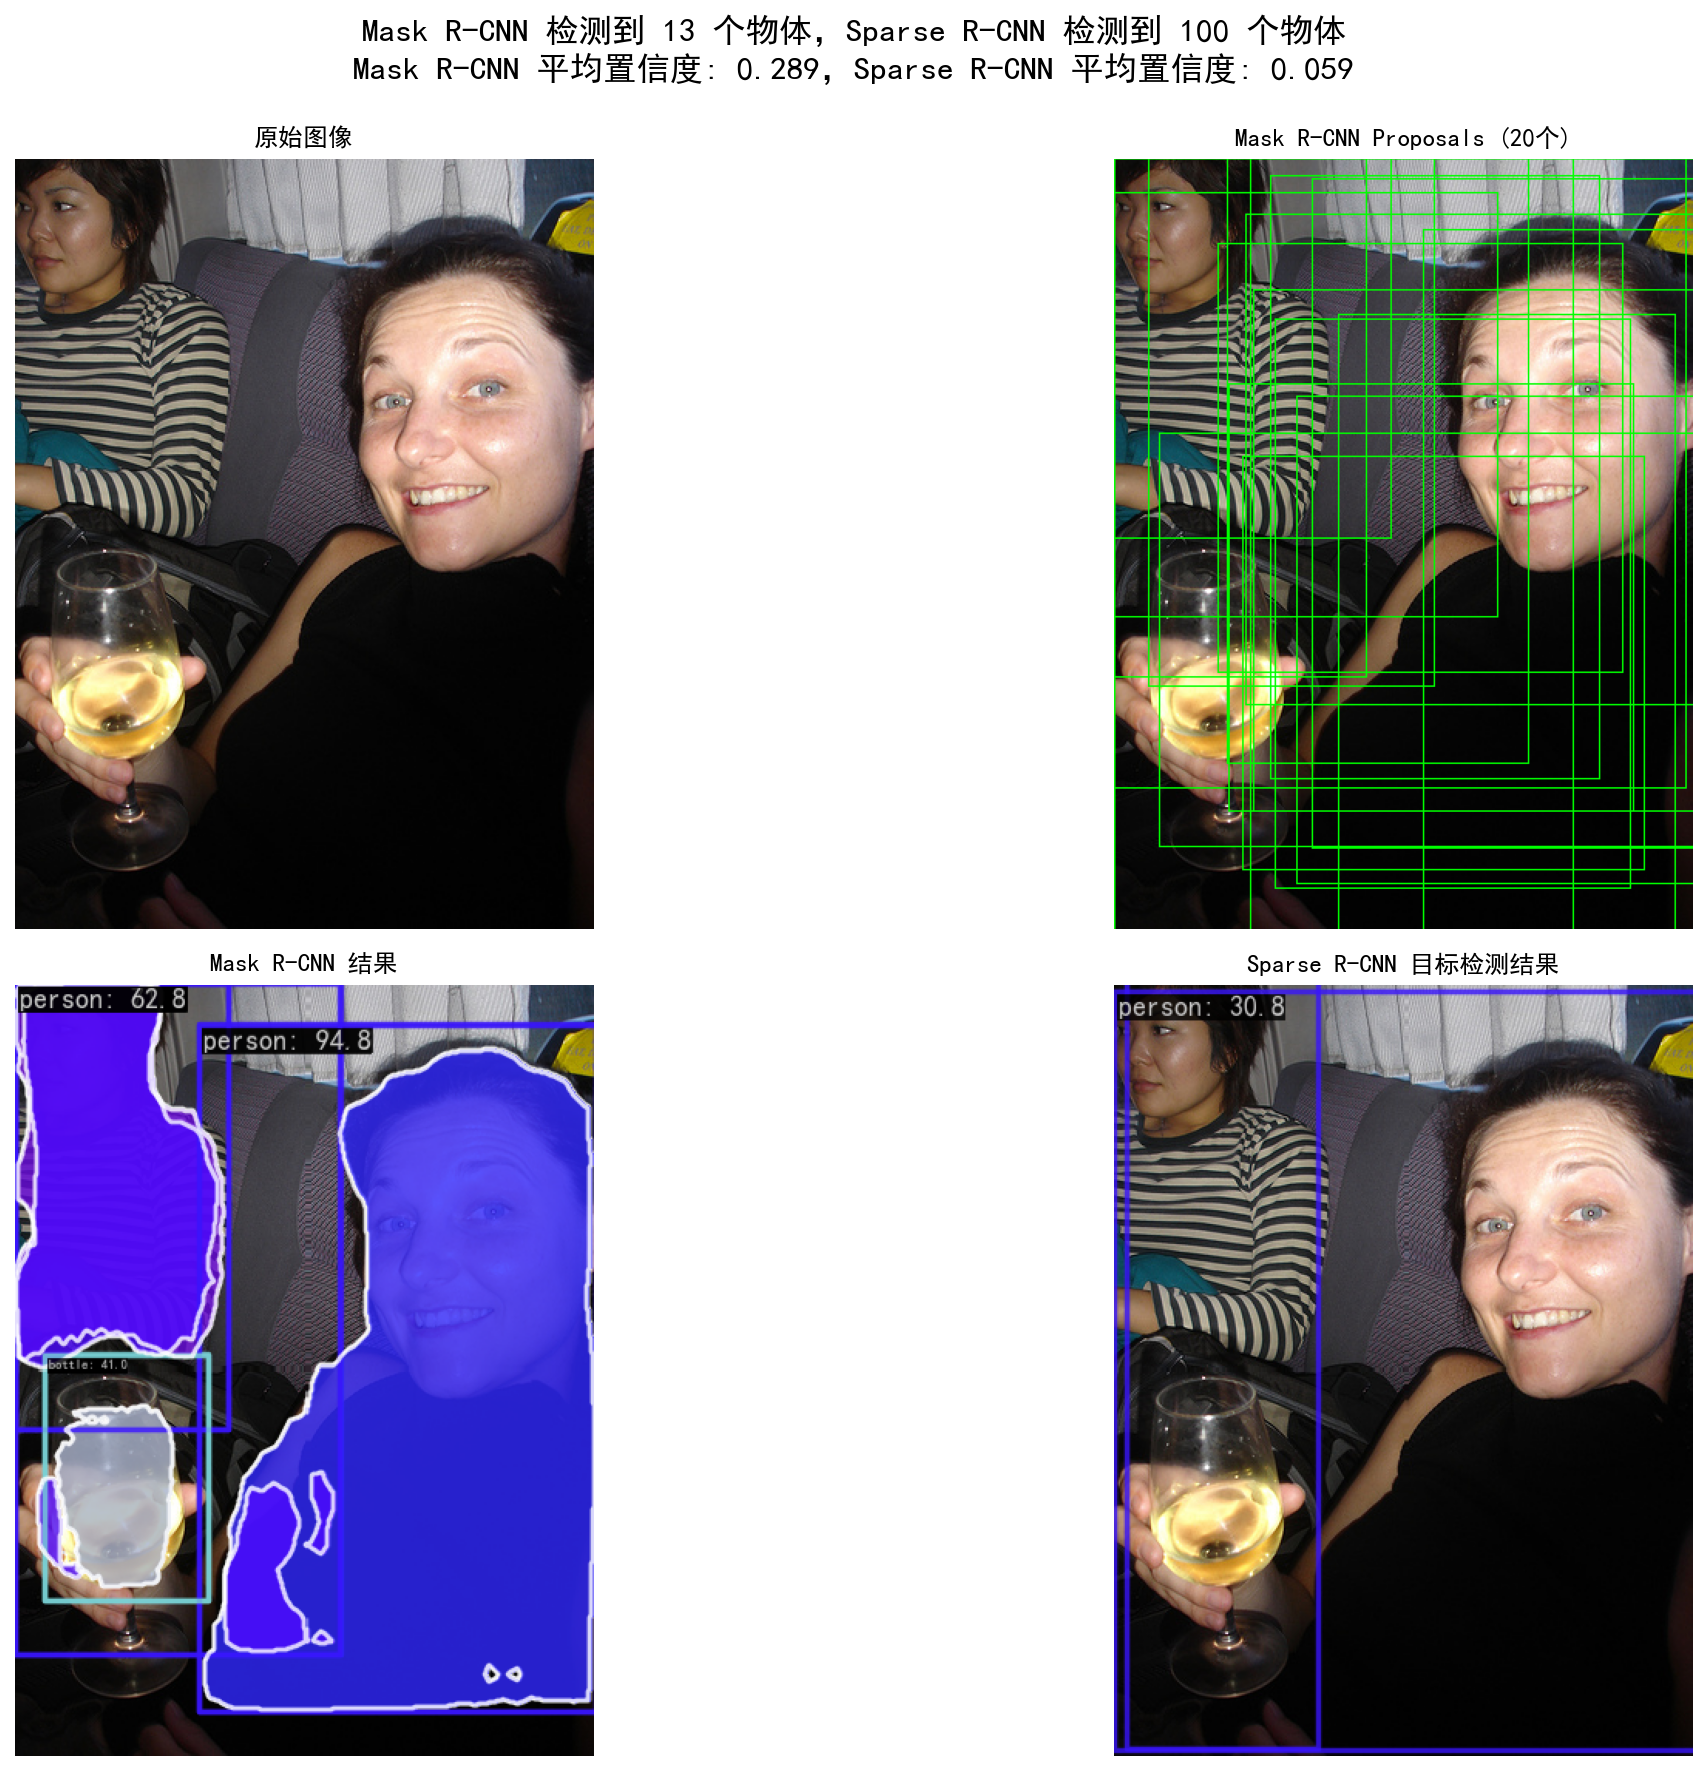 Mask R-CNN 检测到 13 个物体，Sparse R-CNN 检测到 100 个物体
Mask R-CNN 平均置信度: 0.289，Sparse R-CNN 平均置信度: 0.059
原始图像
Mask R-CNN Proposals (20个)
Mask R-CNN 结果
Sparse R-CNN 目标检测结果
person: 62.8
person: 94.8
bottle: 41.0
person: 30.8